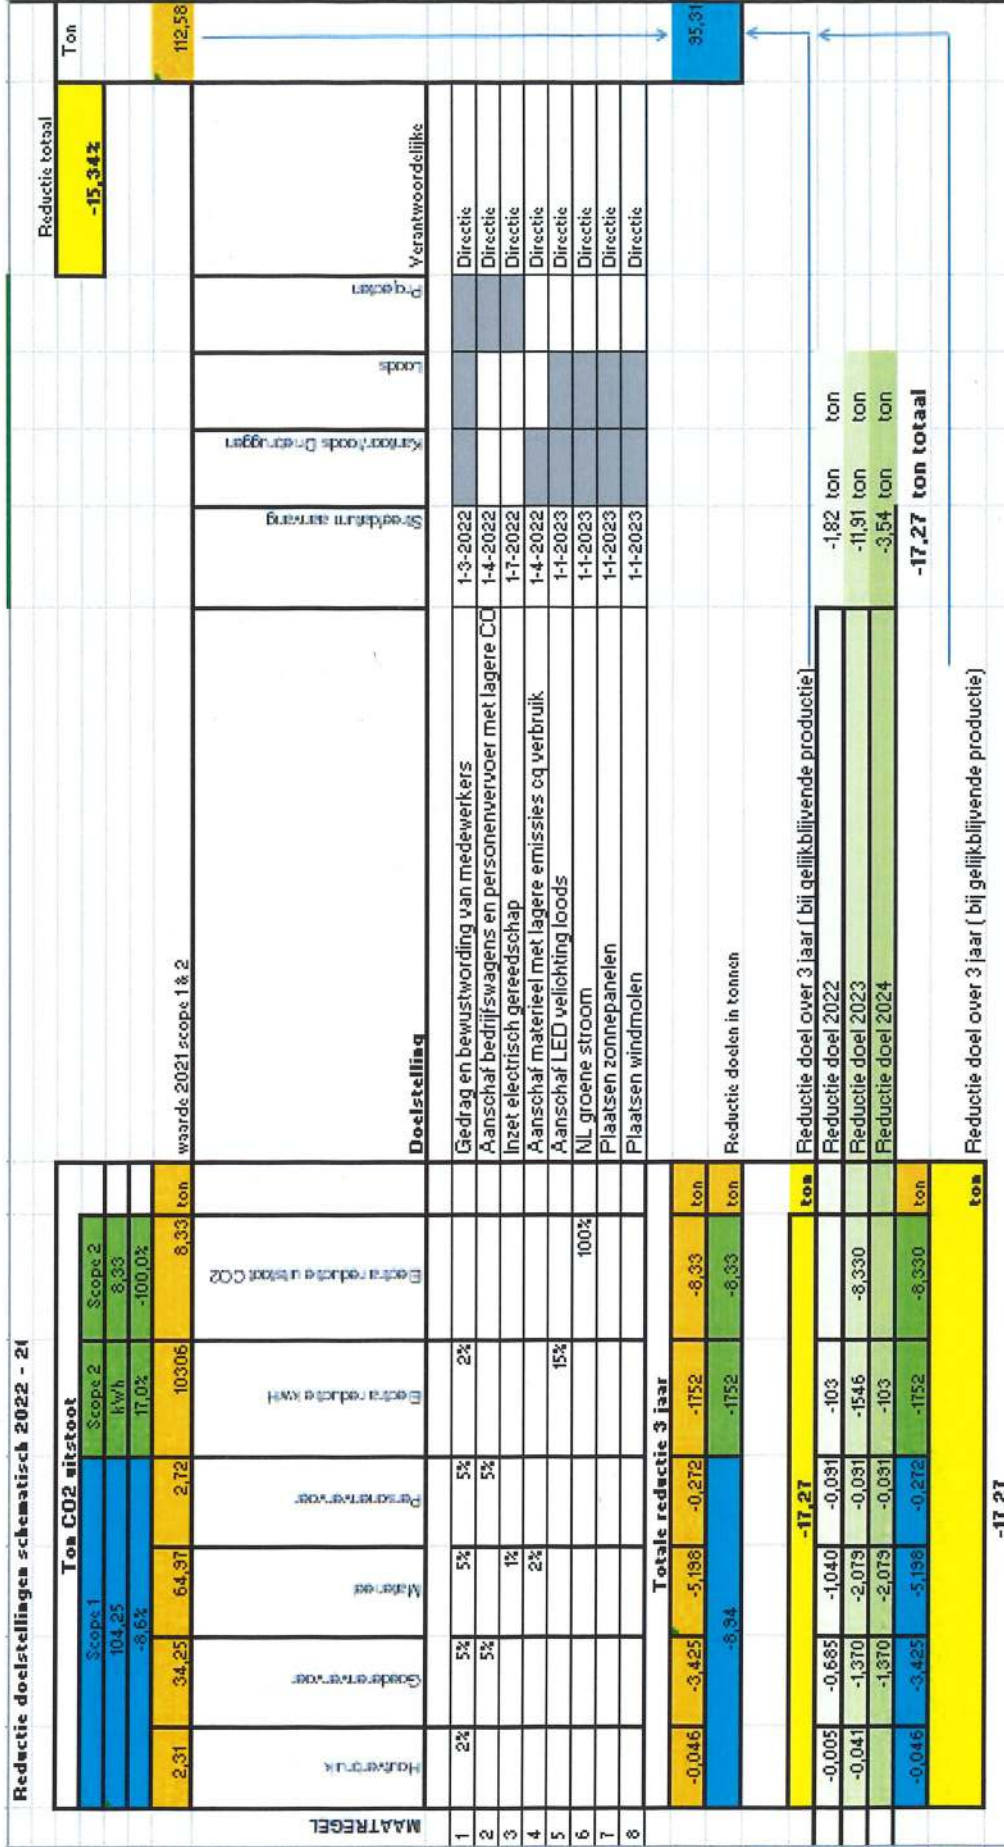 Reductie doelstellingen schematisch 2022 - 2(
Ton CO2 uitstoot
Reductie totaal
Scope 1 Scope 2 Scope 2
-15,34% Ton
104,25 kWh 8,33
-8,6% 17,0% -100,0%
2,31 34,25 64,97 2,72 10306 8,33 ton waarde 2021 scope 1 & 2 112,58
MAATREGEL Houtverbruik Goederenvervoer Materieel Personenvervoer Electra reductie kWH Electra reductie uitstoot CO2 Doelstelling Streefdatum aanvang Kantoor/loods Driebruggen Loods Projecten Verantwoordelijke
1 2% 5% 5% 5% 2% Gedrag en bewustwording van medewerkers 1-3-2022 Directie
2 5% 5% Aanschaf bedrijfswagens en personenvervoer met lagere CO 1-4-2022 Directie
3 1% Inzet electrisch gereedschap 1-7-2022 Directie
4 2% Aanschaf materieel met lagere emissies cq verbruik 1-4-2022 Directie
5 15% Aanschaf LED velichting loods 1-1-2023 Directie
6 100% NL groene stroom 1-1-2023 Directie
7 Plaatsen zonnepanelen 1-1-2023 Directie
8 Plaatsen windmolen 1-1-2023 Directie
Totale reductie 3 jaar
-0,046 -3,425 -5,198 -0,272 -1752 -8,33 ton 95,31
-8,94 -1752 -8,33 ton Reductie doelen in tonnen
-17,27 ton Reductie doel over 3 jaar ( bij gelijkblijvende productie)
-0,005 -0,685 -1,040 -0,091 -103 Reductie doel 2022 -1,82 ton ton
-0,041 -1,370 -2,079 -0,091 -1546 -8,330 Reductie doel 2023 -11,91 ton ton
-1,370 -2,079 -0,091 -103 Reductie doel 2024 -3,54 ton ton
-0,046 -3,425 -5,198 -0,272 -1752 -8,330 ton -17,27 ton totaal
ton Reductie doel over 3 jaar ( bij gelijkblijvende productie)
-17,27